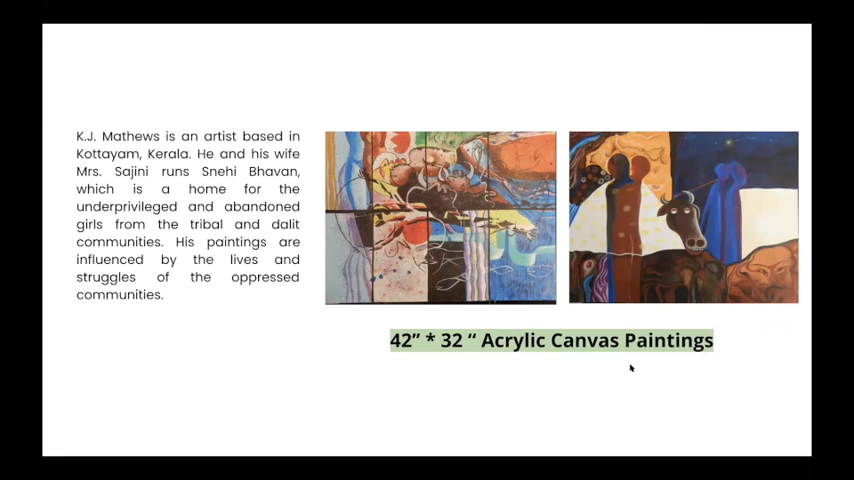 K.J. Mathews is an artist based in
Kottayam, Kerala. He and his wife
Mrs. Sajini runs Snehi Bhavan,
which is a home for the
underprivileged and abandoned
girls from the tribal and dalit
communities. His paintings are
influenced by the lives and
struggles of the oppressed
communities.
42” * 32 “ Acrylic Canvas Paintings